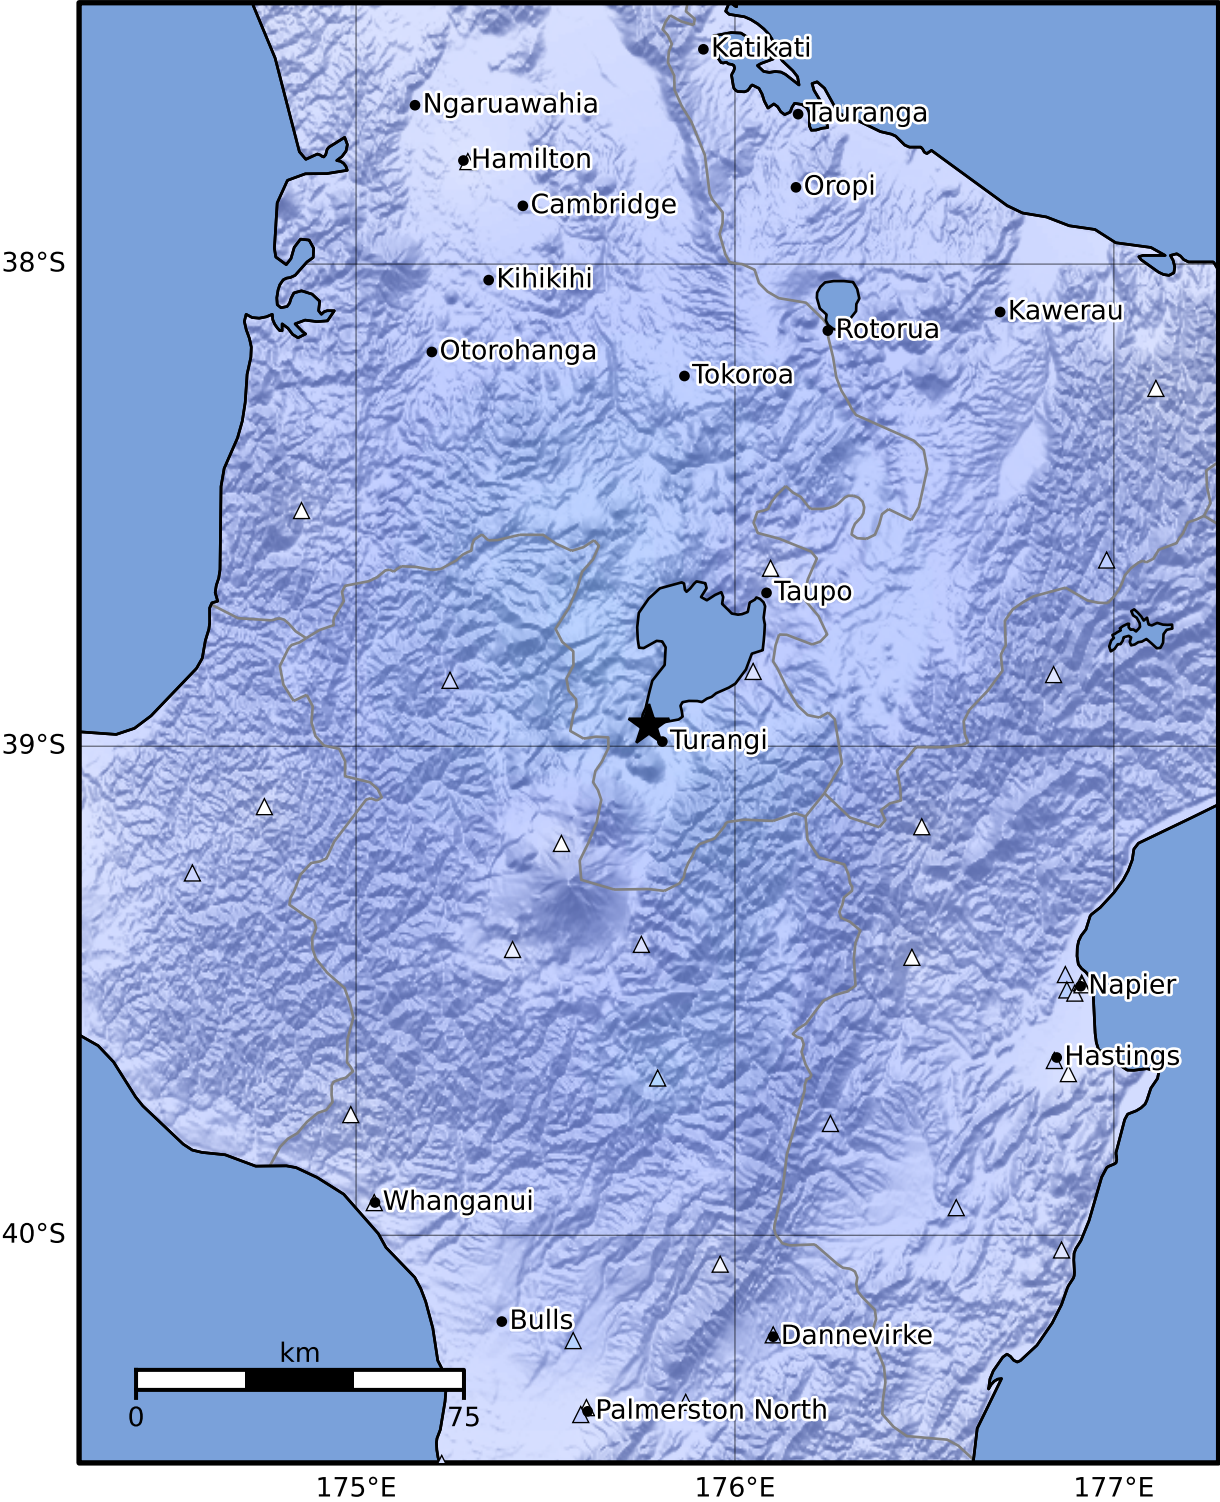 Katikati
Ngaruawahia
Tauranga
Hamilton
Oropi
Cambridge
38°S
Kihikihi
Kawerau
Rotorua
Otorohanga
Tokoroa
Taupo
39°S
Turangi
Napier
Hastings
Whanganui
40°S
Bulls
Dannevirke
km
0
75
Palmerston North
175°E
176°E
177°E